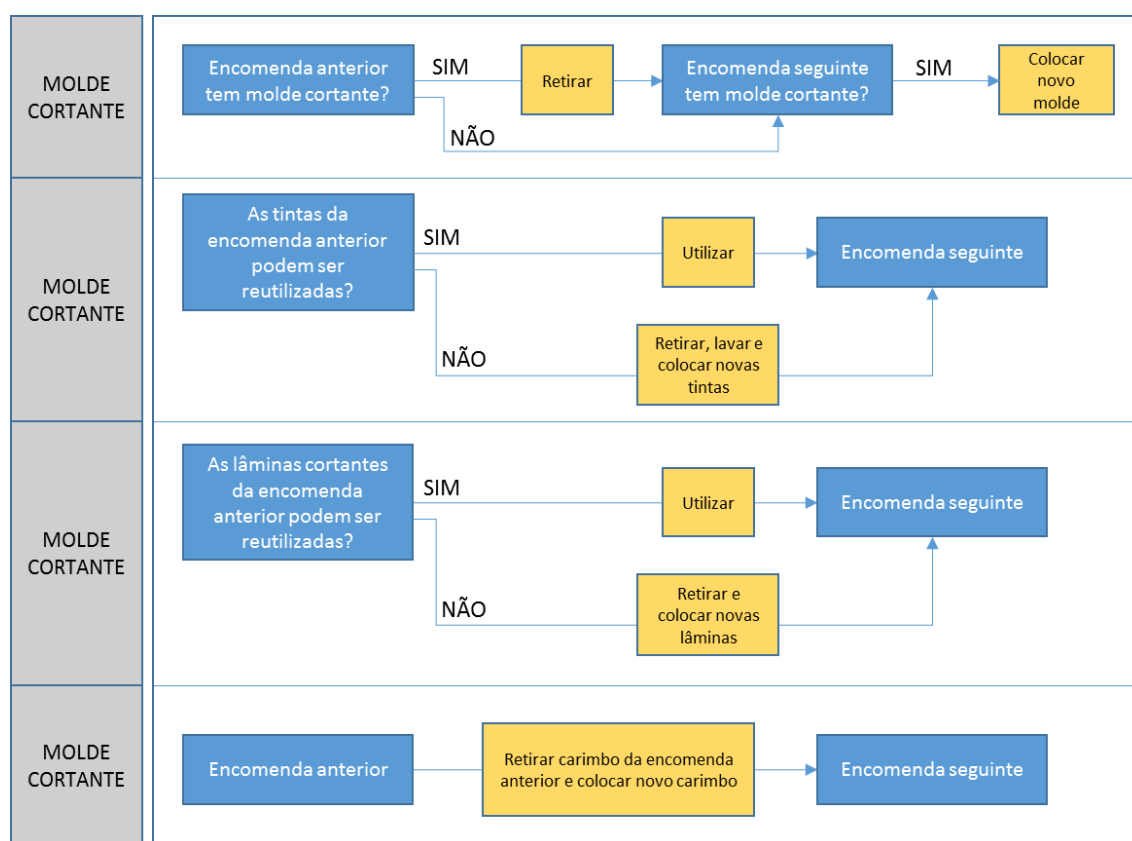 MOLDE
CORTANTE
Encomenda anterior
tem molde cortante?
SIM
Retirar
Encomenda seguinte
tem molde cortante?
SIM
Colocar
novo
molde
NÃO
MOLDE
CORTANTE
As tintas da
encomenda anterior
podem ser
reutilizadas?
SIM
Utilizar
Encomenda seguinte
NÃO
Retirar, lavar e
colocar novas
tintas
MOLDE
CORTANTE
As lâminas cortantes
da encomenda
anterior podem ser
reutilizadas?
SIM
Utilizar
Encomenda seguinte
NÃO
Retirar e
colocar novas
lâminas
MOLDE
CORTANTE
Encomenda anterior
Retirar carimbo da encomenda
anterior e colocar novo carimbo
Encomenda seguinte